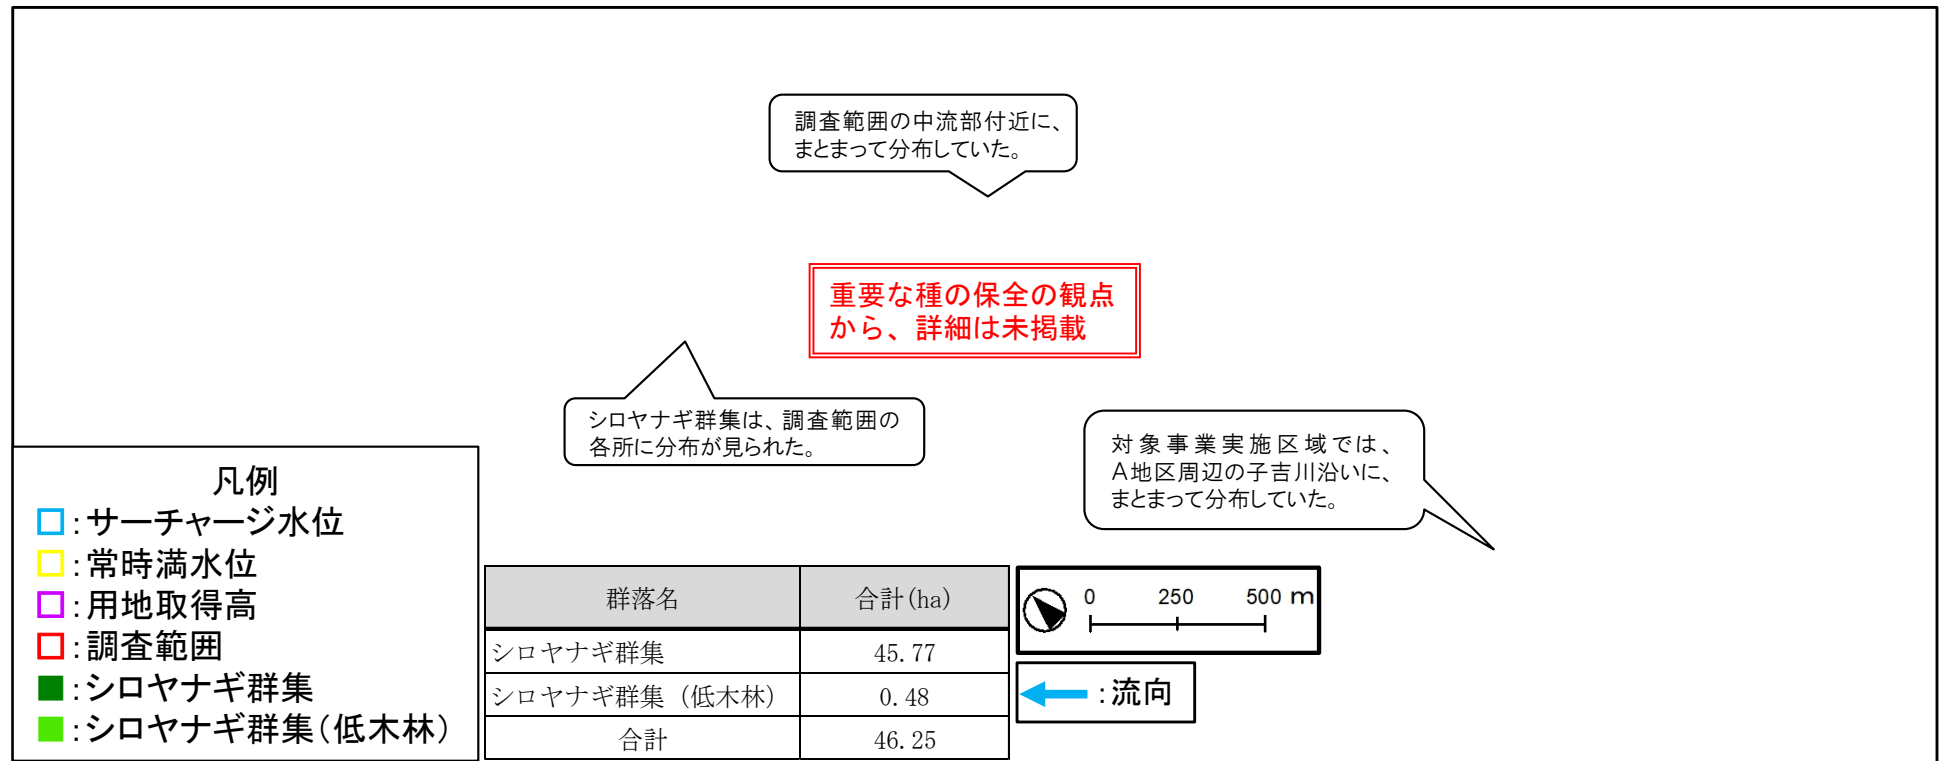 調査範囲の中流部付近に、
まとまって分布していた。
重要な種の保全の観点
から、詳細は未掲載
シロヤナギ群集は、調査範囲の
各所に分布が見られた。
対象事業実施区域では、
A地区周辺の子吉川沿いに、
まとまって分布していた。
凡例
:サーチャージ水位
:常時満水位
:用地取得高
:調査範囲
:シロヤナギ群集
:シロヤナギ群集(低木林)
群落名 合計(ha)
シロヤナギ群集 45.77
シロヤナギ群集（低木林） 0.48
合計 46.25
0 250 500 m
:流向